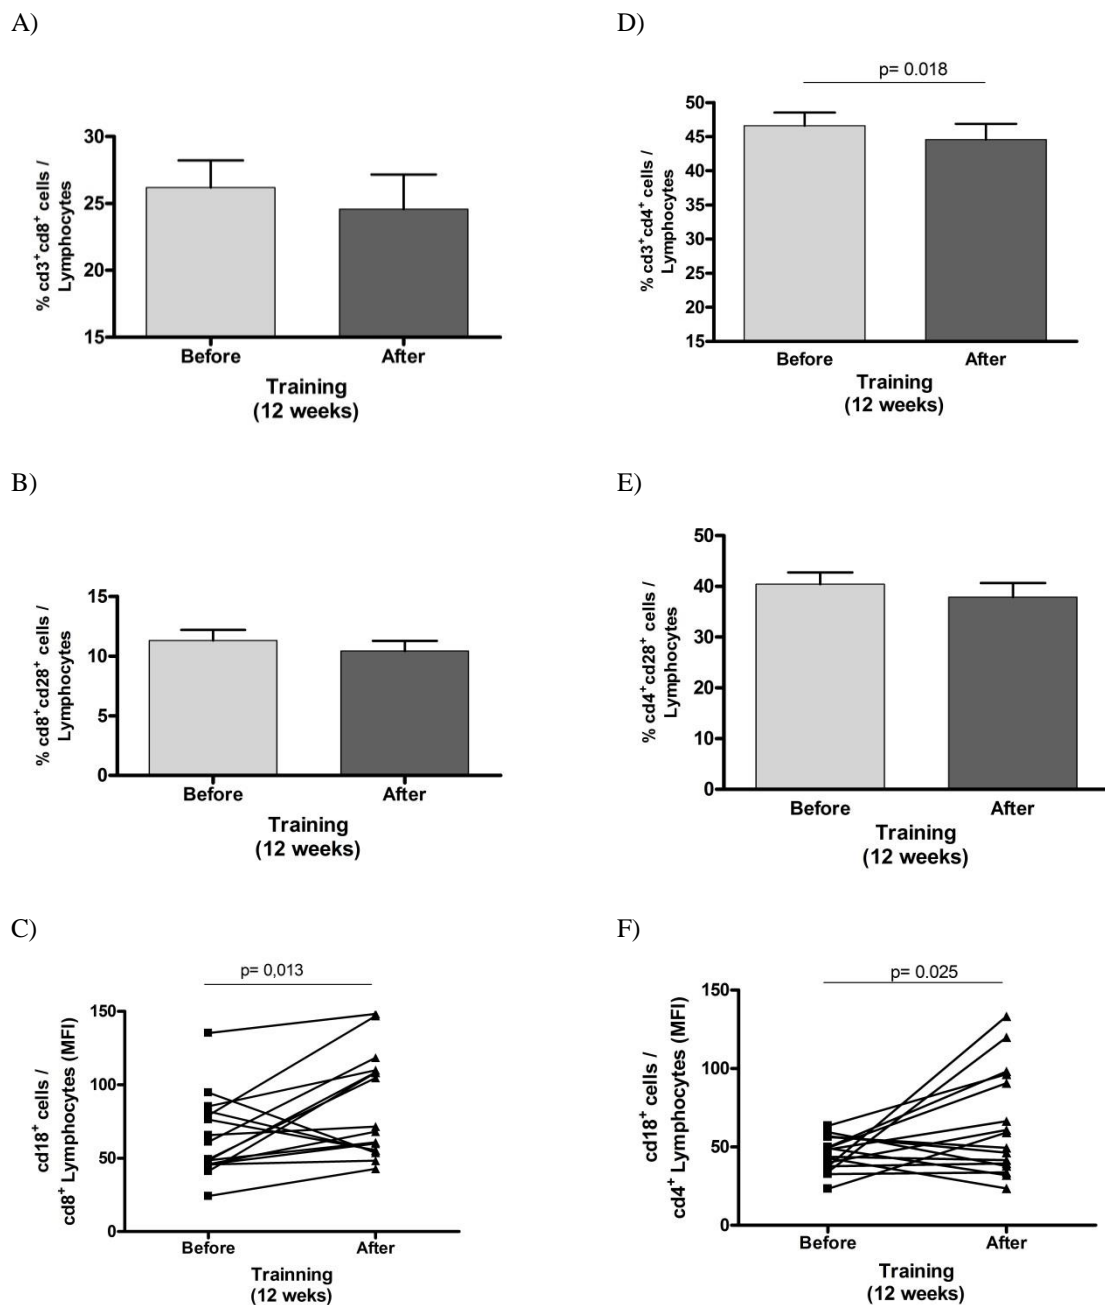 A)
30
25
20
15
% cd3⁺cd8⁺ cells /
Lymphocytes
Before
After
Training
(12 weeks)
D)
p= 0.018
50
45
40
35
30
25
20
15
% cd3⁺cd4⁺ cells /
Lymphocytes
Before
After
Training
(12 weeks)
B)
15
10
5
0
% cd8⁺cd28⁺ cells /
Lymphocytes
Before
After
Training
(12 weeks)
E)
50
40
30
20
10
0
% cd4⁺cd28⁺ cells /
Lymphocytes
Before
After
Training
(12 weeks)
C)
p= 0,013
150
100
50
0
cd18⁺ cells /
cd8⁺ Lymphocytes (MFI)
Before
After
Trainning
(12 weks)
F)
p= 0.025
150
100
50
0
cd18⁺ cells /
cd4⁺ Lymphocytes (MFI)
Before
After
Training
(12 weeks)